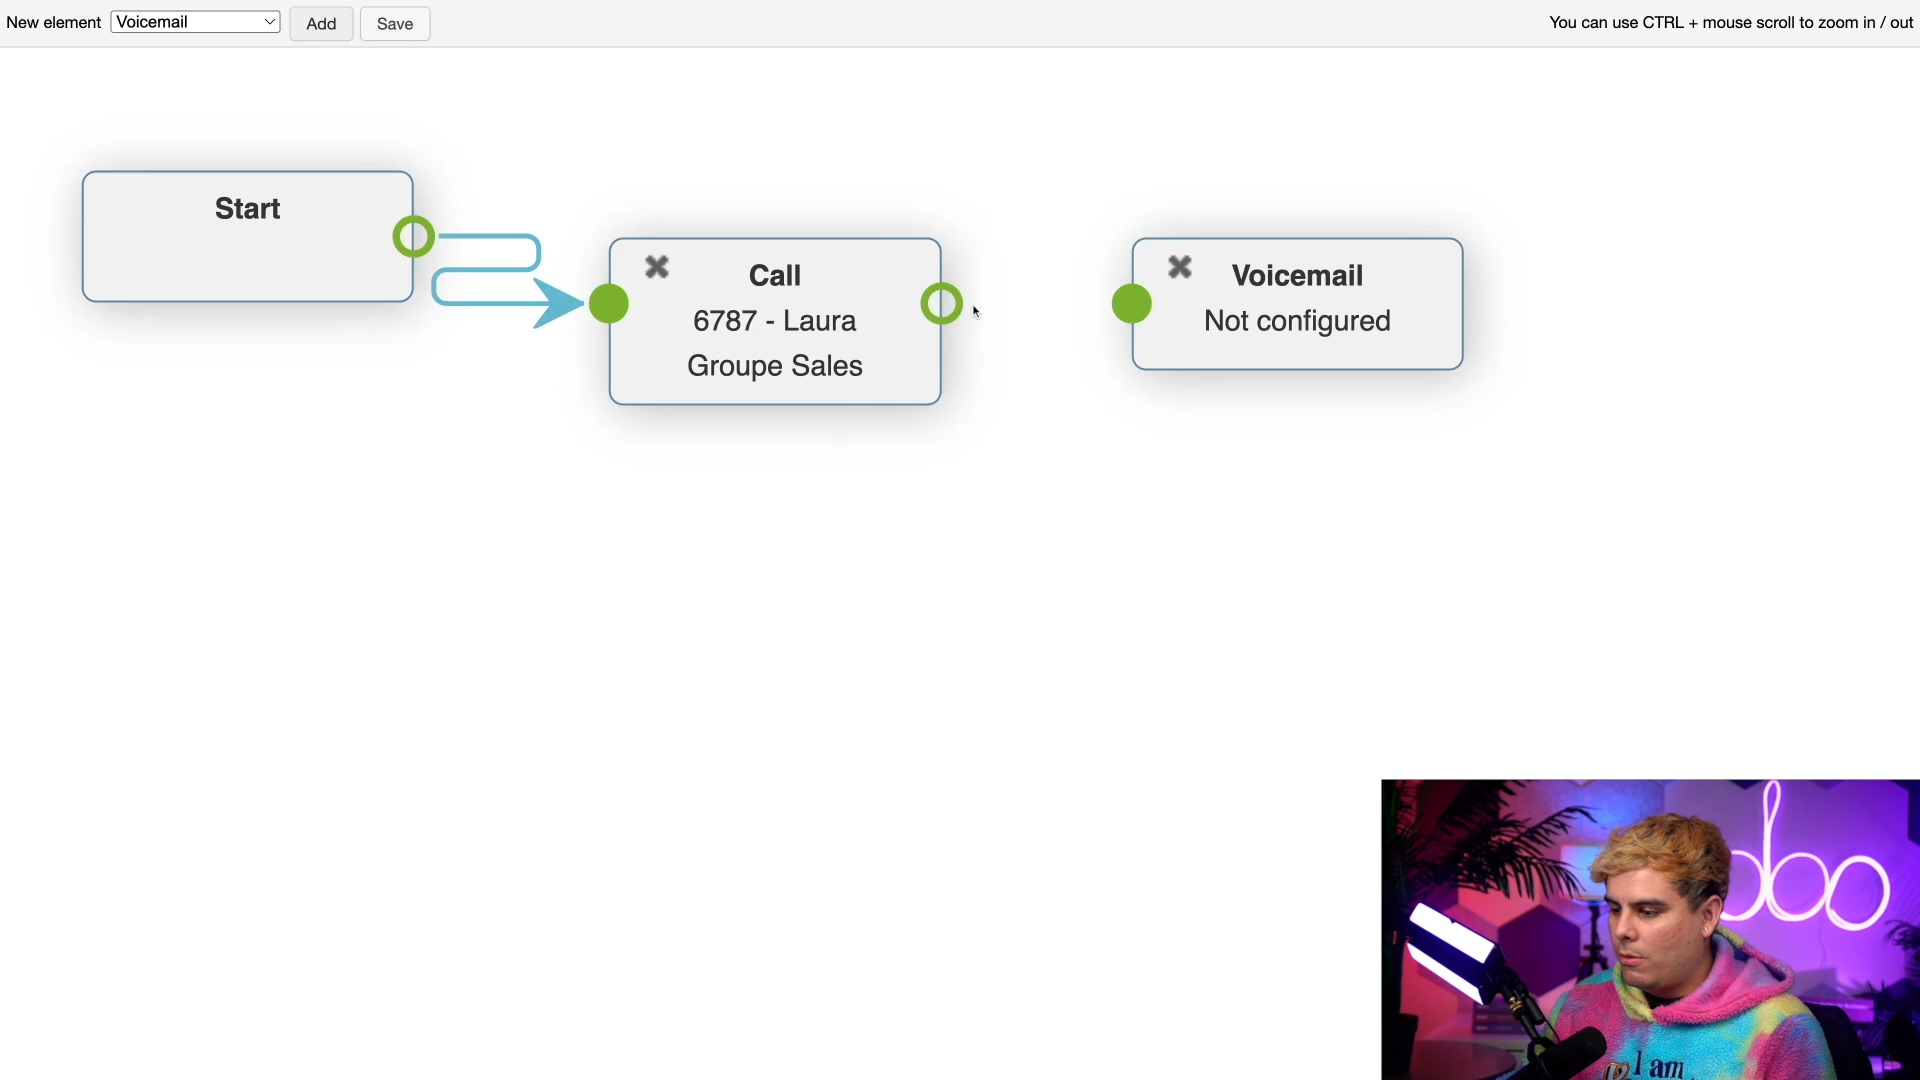 New element Voicemail Add Save You can use CTRL + mouse scroll to zoom in / out
Start
Call
6787 - Laura
Groupe Sales
Voicemail
Not configured
I am